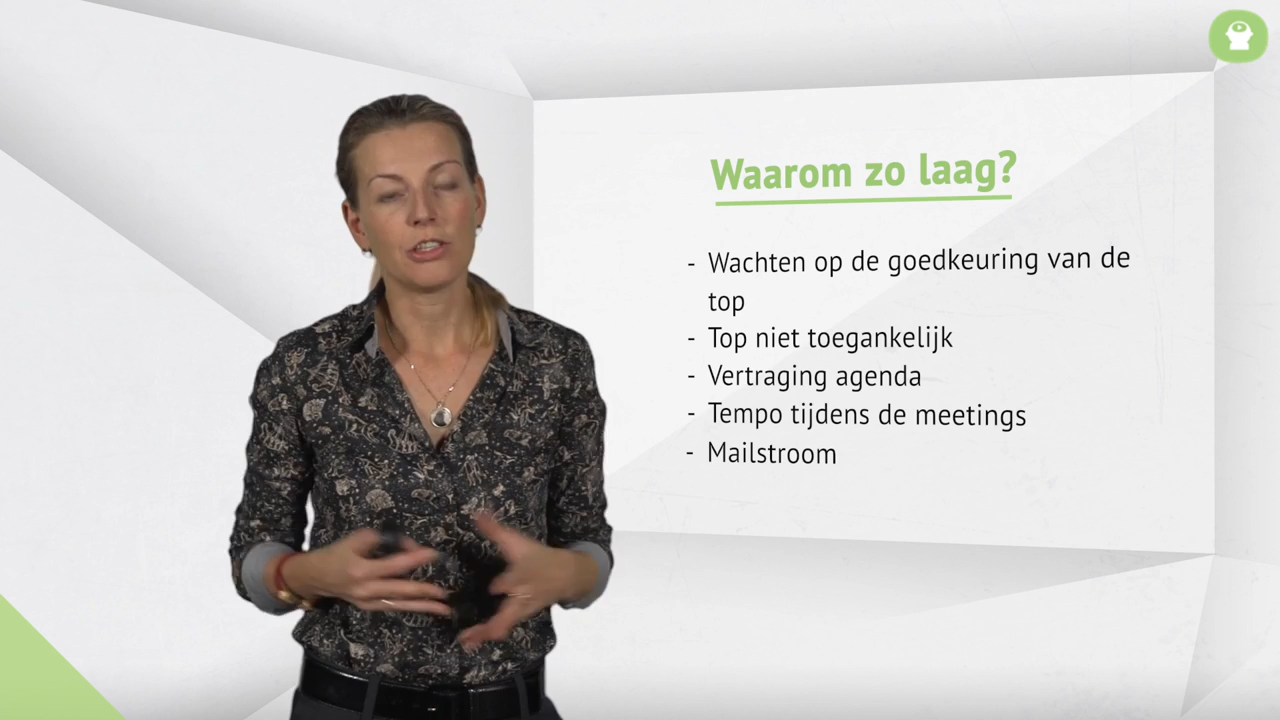 Waarom zo laag?
- Wachten op de goedkeuring van de
top
- Top niet toegankelijk
- Vertraging agenda
- Tempo tijdens de meetings
- Mailstroom